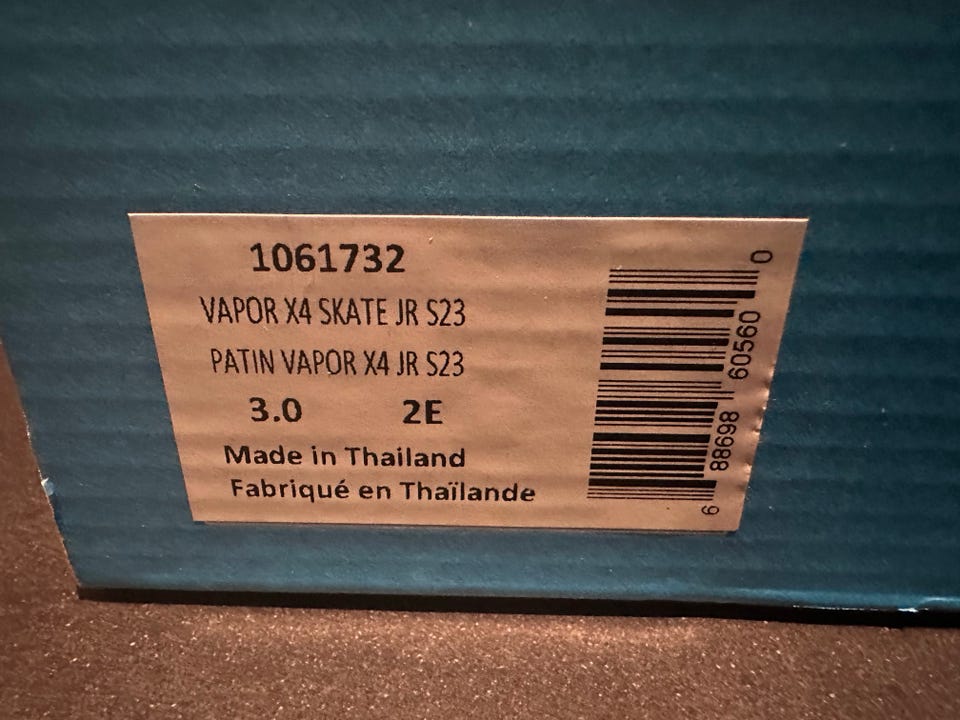 1061732
VAPOR X4 SKATE JR S23
PATIN VAPOR X4 JR S23
3.0 2E
Made in Thailand
Fabriqué en Thaïlande
6 88698 60560 0